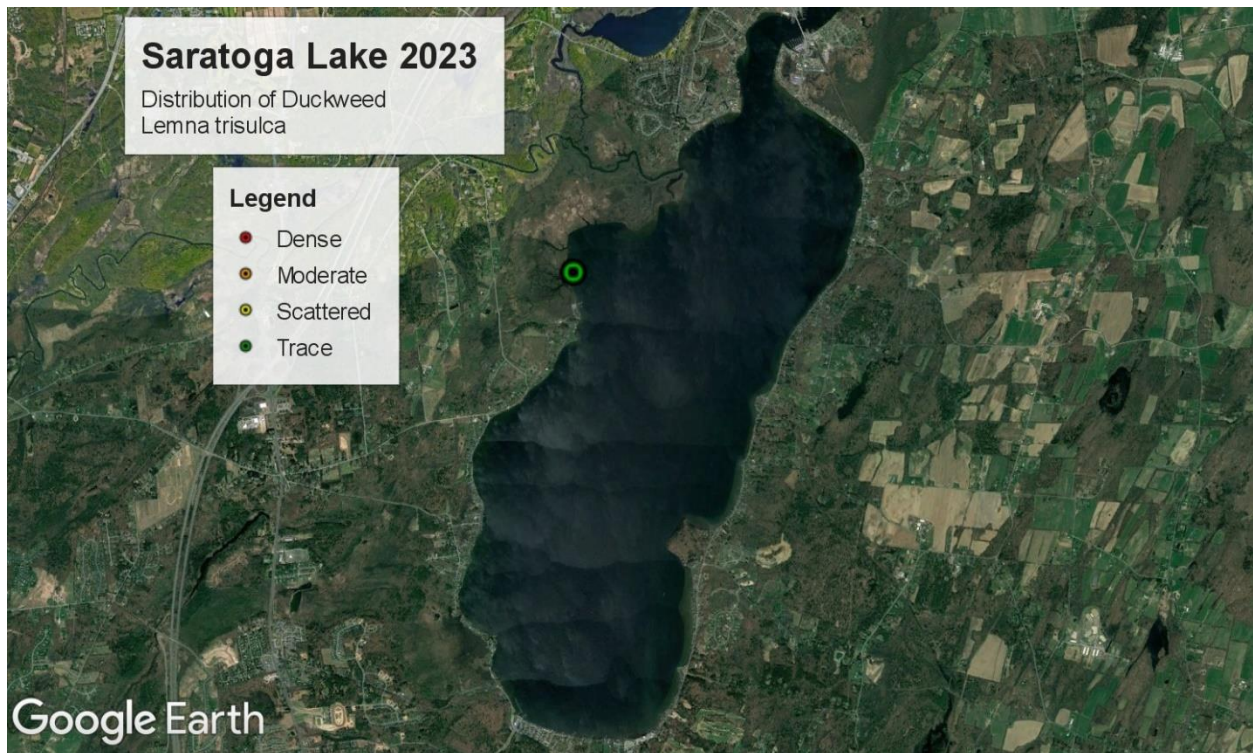 Saratoga Lake 2023
Distribution of Duckweed
Lemna trisulca
Legend
Dense
Moderate
Scattered
Trace
Google Earth